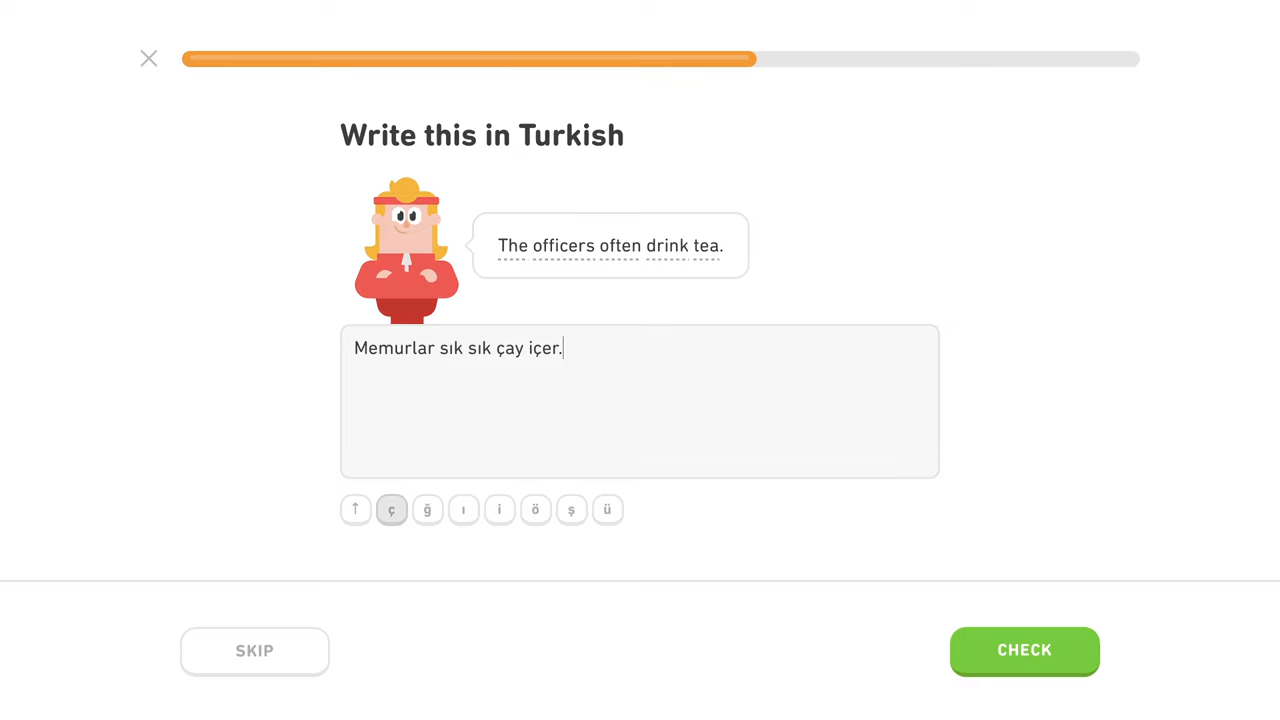 Write this in Turkish
The officers often drink tea.
Memurlar sık sık çay içer.
↑ ç ğ ı i ö ş ü
SKIP
CHECK